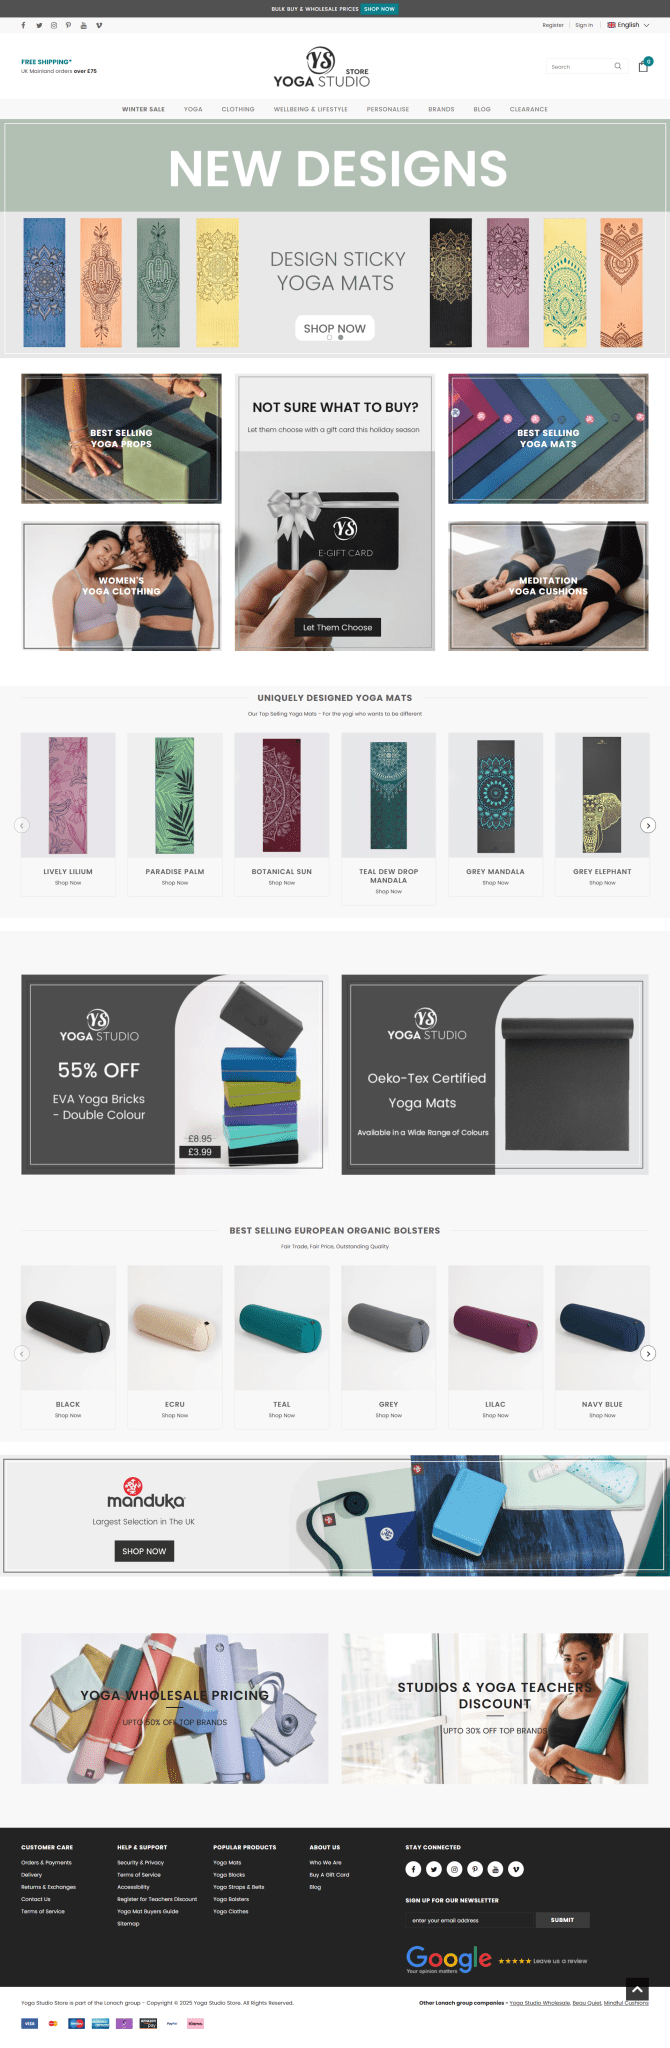 BULK BUY & WHOLESALE PRICES SHOP NOW
Register Sign in English
FREE SHIPPING*
UK Mainland orders over £75
YS
STORE
YOGA STUDIO
Search
0
WINTER SALE YOGA CLOTHING WELLBEING & LIFESTYLE PERSONALISE BRANDS BLOG CLEARANCE
NEW DESIGNS
DESIGN STICKY
YOGA MATS
SHOP NOW
BEST SELLING
YOGA PROPS
NOT SURE WHAT TO BUY?
Let them choose with a gift card this holiday season
YS
E-GIFT CARD
Let Them Choose
BEST SELLING
YOGA MATS
WOMEN'S
YOGA CLOTHING
MEDITATION
YOGA CUSHIONS
UNIQUELY DESIGNED YOGA MATS
Our Top Selling Yoga Mats - For the yogi who wants to be different
LIVELY LILIUM
Shop Now
PARADISE PALM
Shop Now
BOTANICAL SUN
Shop Now
TEAL DEW DROP
MANDALA
Shop Now
GREY MANDALA
Shop Now
GREY ELEPHANT
Shop Now
YS
YOGA STUDIO
55% OFF
EVA Yoga Bricks
- Double Colour
£8.95
£3.99
YS
YOGA STUDIO
Oeko-Tex Certified
Yoga Mats
Available in a Wide Range of Colours
BEST SELLING EUROPEAN ORGANIC BOLSTERS
Fair Trade, Fair Price, Outstanding Quality
BLACK
Shop Now
ECRU
Shop Now
TEAL
Shop Now
GREY
Shop Now
LILAC
Shop Now
NAVY BLUE
Shop Now
manduka
Largest Selection in The UK
SHOP NOW
YOGA WHOLESALE PRICING
UPTO 50% OFF TOP BRANDS
STUDIOS & YOGA TEACHERS
DISCOUNT
UPTO 30% OFF TOP BRANDS
CUSTOMER CARE
Orders & Payments
Delivery
Returns & Exchanges
Contact Us
Terms of Service
HELP & SUPPORT
Security & Privacy
Terms of Service
Accessibility
Register for Teachers Discount
Yoga Mat Buyers Guide
Sitemap
POPULAR PRODUCTS
Yoga Mats
Yoga Blocks
Yoga Straps & Belts
Yoga Bolsters
Yoga Clothes
ABOUT US
Who We Are
Buy A Gift Card
Blog
STAY CONNECTED
SIGN UP FOR OUR NEWSLETTER
enter your email address SUBMIT
Google
Your opinion matters
Leave us a review
Yoga Studio Store is part of the Lonach group - Copyright © 2025 Yoga Studio Store. All Rights Reserved.
Other Lonach group companies - Yoga Studio Wholesale, Beau Quiet, Mindful Cushions
VISA
amazon pay
PayPal
Klarna